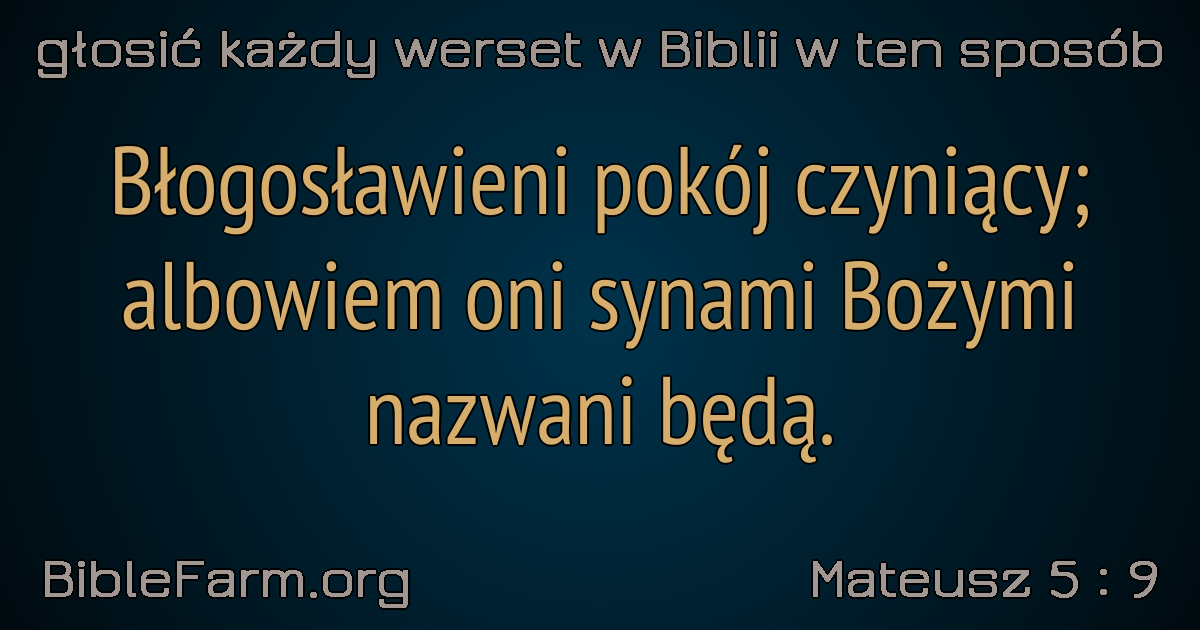 głosić każdy werset w Biblii w ten sposób
Błogosławieni pokój czyniący;
albowiem oni synami Bożymi
nazwani będą.
BibleFarm.org
Mateusz 5 : 9